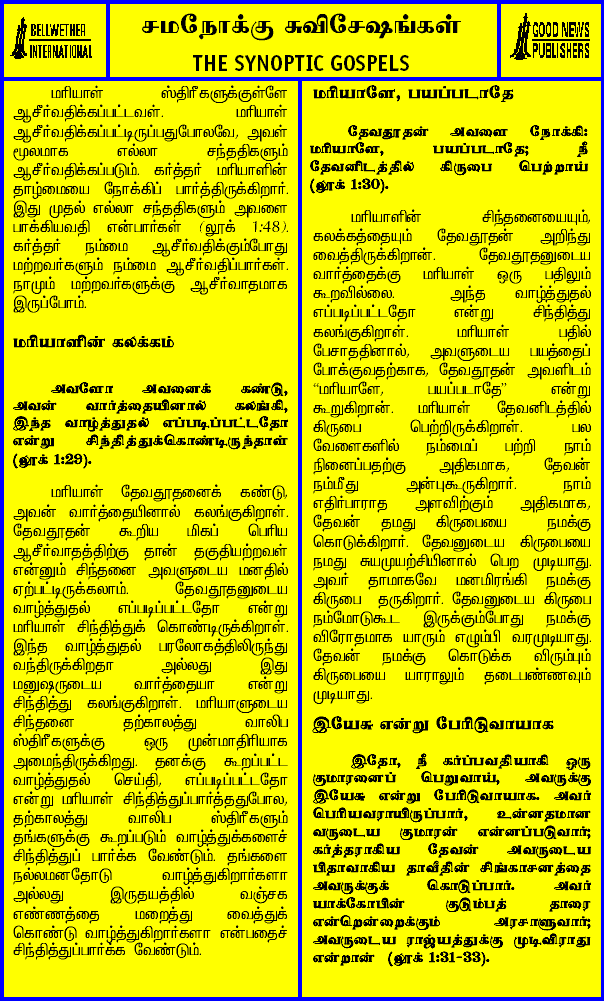 BELLWETHER
INTERNATIONAL
சமநோக்கு சுவிசேஷங்கள்
THE SYNOPTIC GOSPELS
GOOD NEWS
PUBLISHERS
மரியாள் ஸ்திரீகளுக்குள்ளே
ஆசீர்வதிக்கப்பட்டவள். மரியாள்
ஆசீர்வதிக்கப்பட்டிருப்பதுபோலவே, அவள்
மூலமாக எல்லா சந்ததிகளும்
ஆசீர்வதிக்கப்படும். கர்த்தர் மரியாளின்
தாழ்மையை நோக்கிப் பார்த்திருக்கிறார்.
இது முதல் எல்லா சந்ததிகளும் அவளை
பாக்கியவதி என்பார்கள் (லூக் 1:48).
கர்த்தர் நம்மை ஆசீர்வதிக்கும்போது
மற்றவர்களும் நம்மை ஆசீர்வதிப்பார்கள்.
நாமும் மற்றவர்களுக்கு ஆசீர்வாதமாக
இருப்போம்.
மரியாளின் கலக்கம்
அவளோ அவனைக் கண்டு,
அவன் வார்த்தையினால் கலங்கி,
இந்த வாழ்த்துதல் எப்படிப்பட்டதோ
என்று சிந்தித்துக்கொண்டிருந்தாள்
(லூக் 1:29).
மரியாள் தேவதூதனைக் கண்டு,
அவன் வார்த்தையினால் கலங்குகிறாள்.
தேவதூதன் கூறிய மிகப் பெரிய
ஆசீர்வாதத்திற்கு தான் தகுதியற்றவள்
என்னும் சிந்தனை அவளுடைய மனதில்
ஏற்பட்டிருக்கலாம். தேவதூதனுடைய
வாழ்த்துதல் எப்படிப்பட்டதோ என்று
மரியாள் சிந்தித்துக் கொண்டிருக்கிறாள்.
இந்த வாழ்த்துதல் பரலோகத்திலிருந்து
வந்திருக்கிறதா அல்லது இது
மனுஷருடைய வார்த்தையா என்று
சிந்தித்து கலங்குகிறாள். மரியாளுடைய
சிந்தனை தற்காலத்து வாலிப
ஸ்திரீகளுக்கு ஒரு முன்மாதிரியாக
அமைந்திருக்கிறது. தனக்கு கூறப்பட்ட
வாழ்த்துதல் செய்தி, எப்படிப்பட்டதோ
என்று மரியாள் சிந்தித்துப்பார்த்ததுபோல,
தற்காலத்து வாலிப ஸ்திரீகளும்
தங்களுக்கு கூறப்படும் வாழ்த்துக்களைச்
சிந்தித்துப் பார்க்க வேண்டும். தங்களை
நல்லமனதோடு வாழ்த்துகிறார்களா
அல்லது இருதயத்தில் வஞ்சக
எண்ணத்தை மறைத்து வைத்துக்
கொண்டு வாழ்த்துகிறார்களா என்பதைச்
சிந்தித்துப்பார்க்க வேண்டும்.
மரியாளே, பயப்படாதே
தேவதூதன் அவளை நோக்கி:
மரியாளே, பயப்படாதே; நீ
தேவனிடத்தில் கிருபை பெற்றாய்
(லூக் 1:30).
மரியாளின் சிந்தனையையும்,
கலக்கத்தையும் தேவதூதன் அறிந்து
வைத்திருக்கிறான். தேவதூதனுடைய
வார்த்தைக்கு மரியாள் ஒரு பதிலும்
கூறவில்லை. அந்த வாழ்த்துதல்
எப்படிப்பட்டதோ என்று சிந்தித்து
கலங்குகிறாள். மரியாள் பதில்
பேசாததினால், அவளுடைய பயத்தைப்
போக்குவதற்காக, தேவதூதன் அவளிடம்
“மரியாளே, பயப்படாதே” என்று
கூறுகிறான். மரியாள் தேவனிடத்தில்
கிருபை பெற்றிருக்கிறாள். பல
வேளைகளில் நம்மைப் பற்றி நாம்
நினைப்பதற்கு அதிகமாக, தேவன்
நம்மீது அன்புகூருகிறார். நாம்
எதிர்பாராத அளவிற்கும் அதிகமாக,
தேவன் தமது கிருபையை நமக்கு
கொடுக்கிறார். தேவனுடைய கிருபையை
நமது சுயமுயற்சியினால் பெற முடியாது.
அவர் தாமாகவே மனமிரங்கி நமக்கு
கிருபை தருகிறார். தேவனுடைய கிருபை
நம்மோடுகூட இருக்கும்போது நமக்கு
விரோதமாக யாரும் எழும்பி வரமுடியாது.
தேவன் நமக்கு கொடுக்க விரும்பும்
கிருபையை யாராலும் தடைபண்ணவும்
முடியாது.
இயேசு என்று பேரிடுவாயாக
இதோ, நீ கர்ப்பவதியாகி ஒரு
குமாரனைப் பெறுவாய், அவருக்கு
இயேசு என்று பேரிடுவாயாக. அவர்
பெரியவராயிருப்பார், உன்னதமான
வருடைய குமாரன் என்னப்படுவார்;
கர்த்தராகிய தேவன் அவருடைய
பிதாவாகிய தாவீதின் சிங்காசனத்தை
அவருக்குக் கொடுப்பார். அவர்
யாக்கோபின் குடும்பத் தாரை
என்றென்றைக்கும் அரசாளுவார்;
அவருடைய ராஜ்யத்துக்கு முடிவிராது
என்றான் (லூக் 1:31-33).